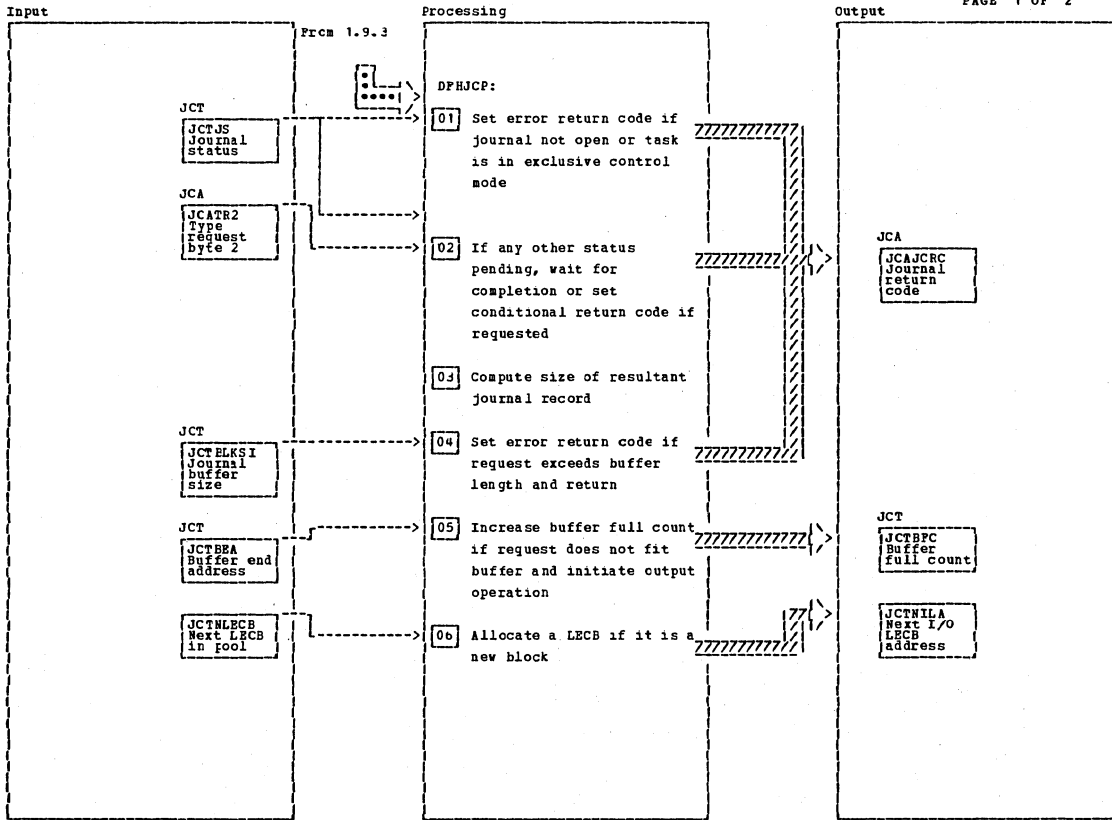 PAGE 1 OF 2
Input
Processing
Output
From 1.9.3
DFHJCP:
JCT
JCTJS
Journal
status
01 Set error return code if
journal not open or task
is in exclusive control
mode
JCA
JCATR2
Type
request
byte 2
02 If any other status
pending, wait for
completion or set
conditional return code if
requested
JCA
JCAJCRC
Journal
return
code
03 Compute size of resultant
journal record
JCT
JCTBLKSI
Journal
buffer
size
04 Set error return code if
request exceeds buffer
length and return
JCT
JCTBEA
Buffer end
address
05 Increase buffer full count
if request does not fit
buffer and initiate output
operation
JCT
JCTBFC
Buffer
full count
JCTNLECB
Next LECB
in pool
06 Allocate a LECB if it is a
new block
JCTNILA
Next I/O
LECB
address